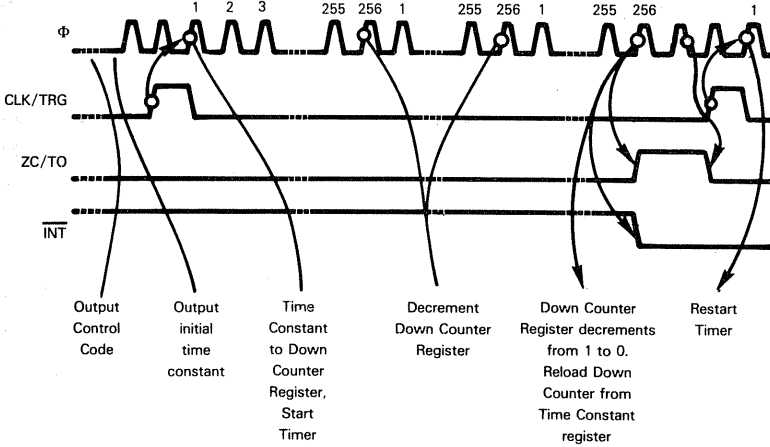 1 2 3 255 256 1 255 256 1 255 256 1
Φ
CLK/TRG
ZC/TO
INT
Output
Control
Code
Output
initial
time
constant
Time
Constant
to Down
Counter
Register,
Start
Timer
Decrement
Down Counter
Register
Down Counter
Register decrements
from 1 to 0.
Reload Down
Counter from
Time Constant
register
Restart
Timer